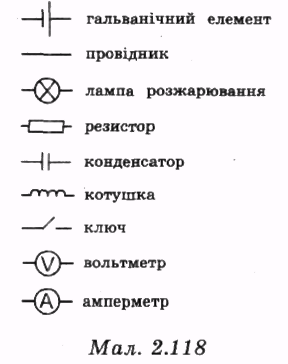 гальванічний елемент
провідник
лампа розжарювання
резистор
конденсатор
котушка
ключ
V вольтметр
A амперметр
Мал. 2.118